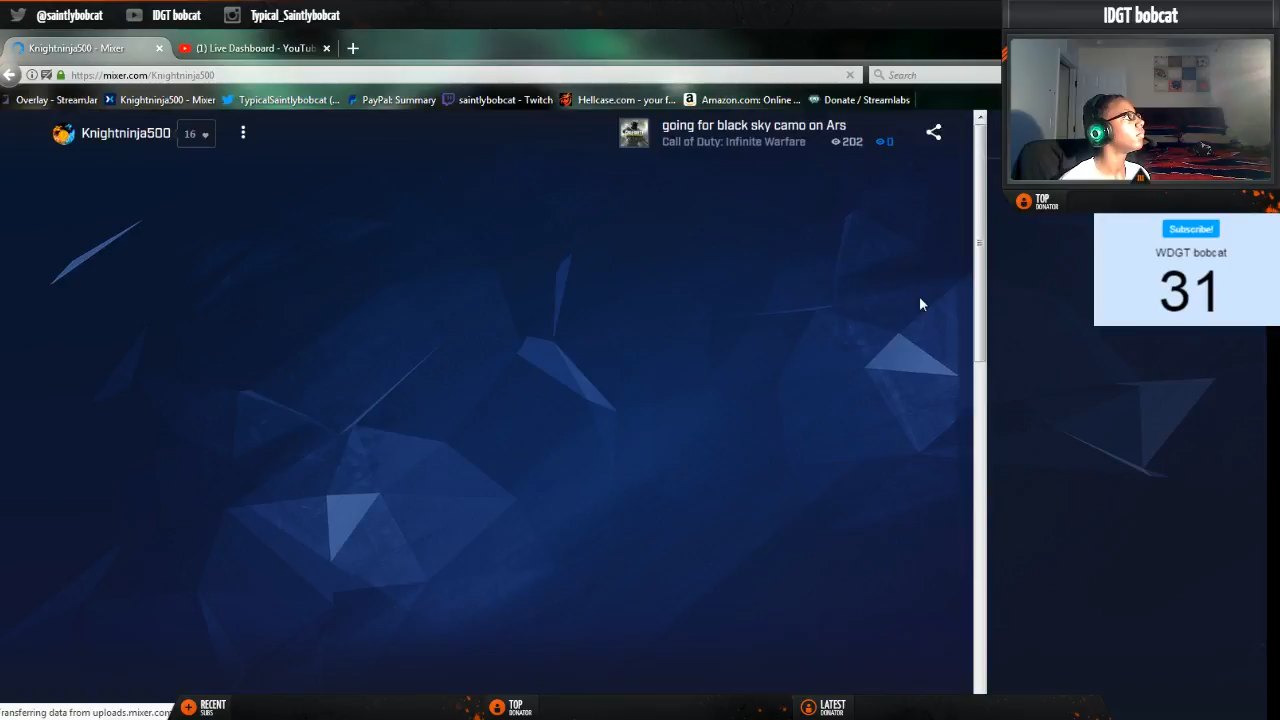 @saintlybobcat
IDGT bobcat
Typical_Saintlybobcat
IDGT bobcat
Knightninja500 - Mixer
(1) Live Dashboard - YouTub
https://mixer.com/Knightninja500
Search
Overlay - StreamJar
Knightninja500 - Mixer
TypicalSaintlybobcat (...
PayPal: Summary
saintlybobcat - Twitch
Hellcase.com - your f...
Amazon.com: Online ...
Donate / Streamlabs
Knightninja500
16
going for black sky camo on Ars
Call of Duty: Infinite Warfare
202
0
TOP
DONATOR
Subscribe!
WDGT bobcat
31
Transferring data from uploads.mixer.com
RECENT
SUBS
TOP
DONATOR
LATEST
DONATOR